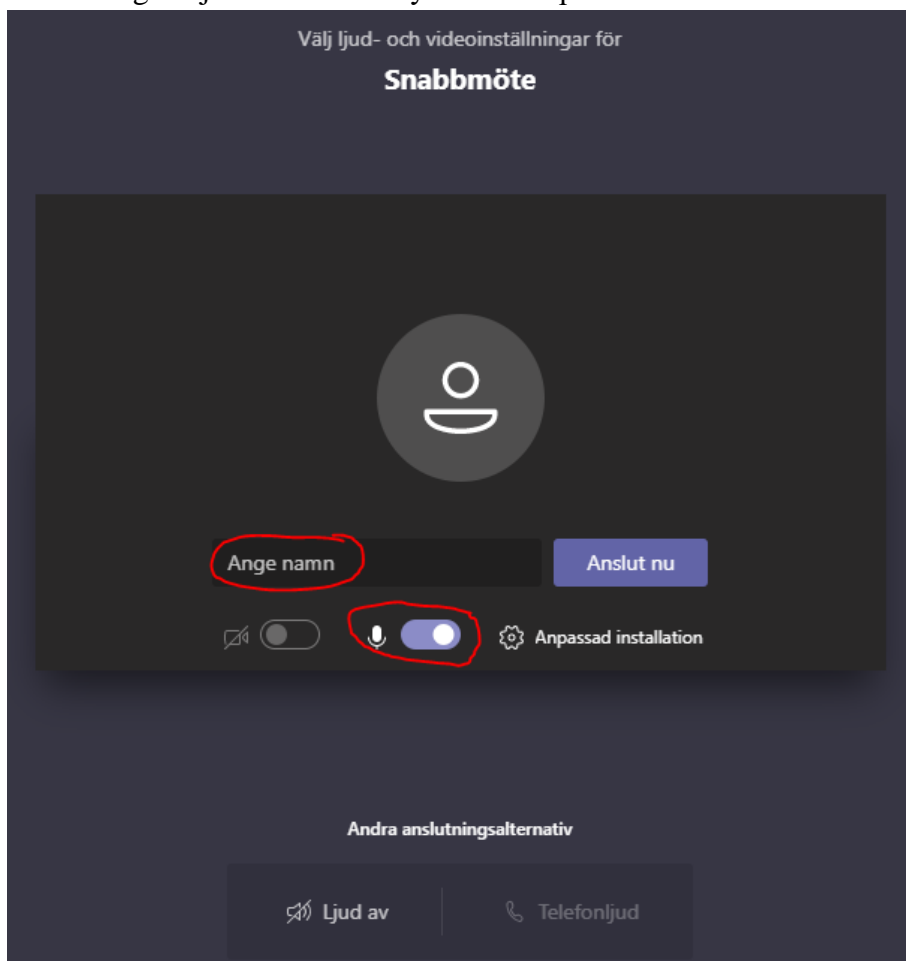 Välj ljud- och videoinställningar för
Snabbmöte
Ange namn
Anslut nu
Anpassad installation
Andra anslutningsalternativ
Ljud av
Telefonljud